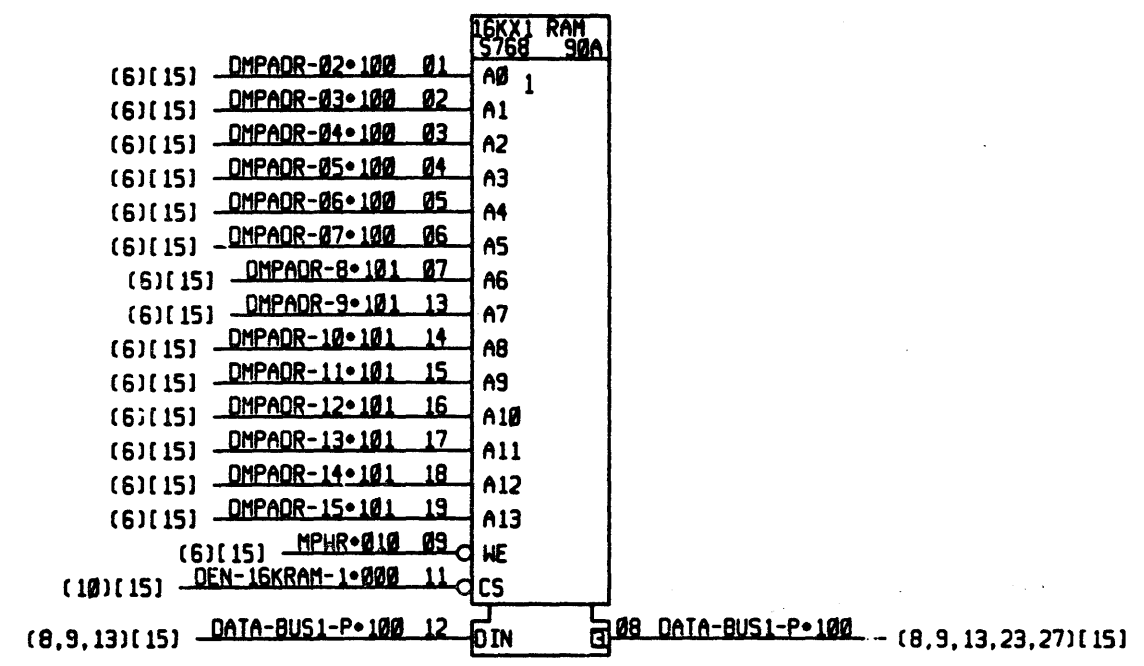 16KX1 RAM
S768 90A
(6)[15] DMPADR-02•100 01 A0 1
(6)[15] DMPADR-03•100 02 A1
(6)[15] DMPADR-04•100 03 A2
(6)[15] DMPADR-05•100 04 A3
(6)[15] DMPADR-06•100 05 A4
(6)[15] DMPADR-07•100 06 A5
(6)[15] DMPADR-8•101 07 A6
(6)[15] DMPADR-9•101 13 A7
(6)[15] DMPADR-10•101 14 A8
(6)[15] DMPADR-11•101 15 A9
(6)[15] DMPADR-12•101 16 A10
(6)[15] DMPADR-13•101 17 A11
(6)[15] DMPADR-14•101 18 A12
(6)[15] DMPADR-15•101 19 A13
(6)[15] MPWR•010 09 WE
(10)[15] DEN-16KRAM-1•000 11 CS
(8,9,13)[15] DATA-BUS1-P•100 12 DIN 08 DATA-BUS1-P•100 (8,9,13,23,27)[15]